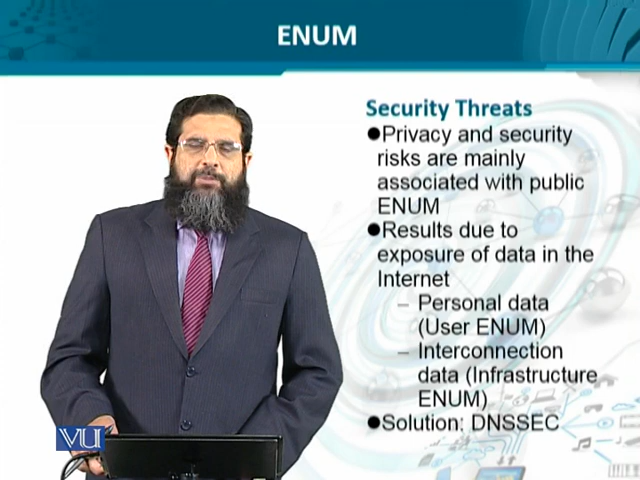 ENUM
Security Threats
●Privacy and security
risks are mainly
associated with public
ENUM
●Results due to
exposure of data in the
Internet
– Personal data
(User ENUM)
– Interconnection
data (Infrastructure
ENUM)
●Solution: DNSSEC
VU